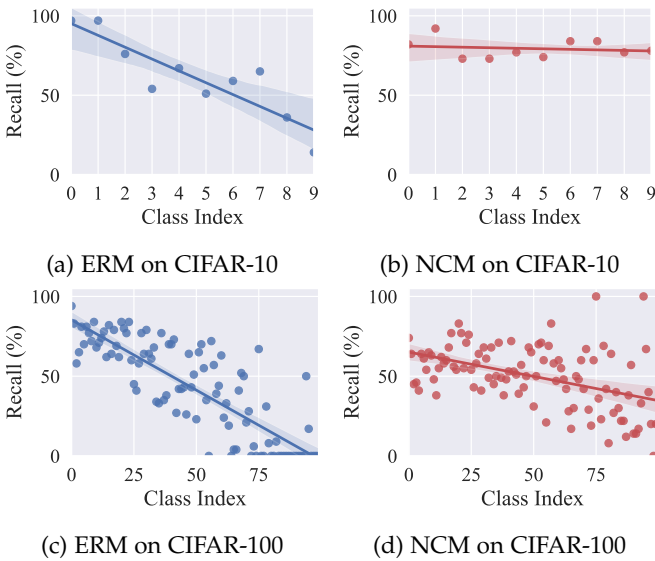 100
50
0
Recall (%)
0 1 2 3 4 5 6 7 8 9
Class Index
(a) ERM on CIFAR-10
100
50
0
Recall (%)
0 1 2 3 4 5 6 7 8 9
Class Index
(b) NCM on CIFAR-10
100
50
0
Recall (%)
0 25 50 75
Class Index
(c) ERM on CIFAR-100
100
50
0
Recall (%)
0 25 50 75
Class Index
(d) NCM on CIFAR-100